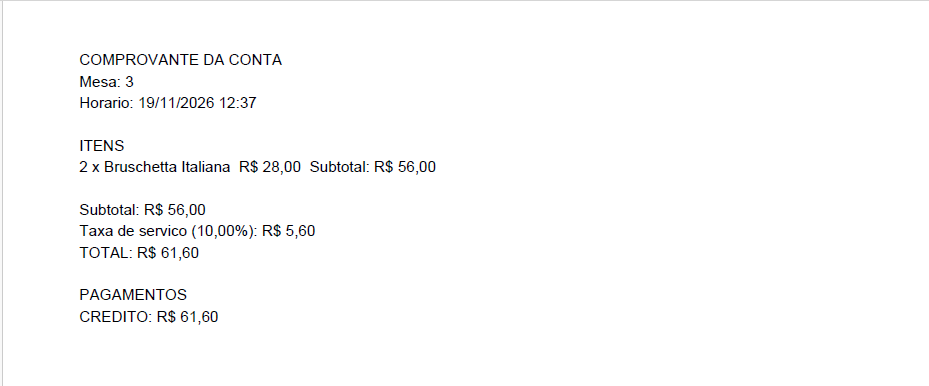 COMPROVANTE DA CONTA
Mesa: 3
Horario: 19/11/2026 12:37
ITENS
2 x Bruschetta Italiana R$ 28,00 Subtotal: R$ 56,00
Subtotal: R$ 56,00
Taxa de servico (10,00%): R$ 5,60
TOTAL: R$ 61,60
PAGAMENTOS
CREDITO: R$ 61,60